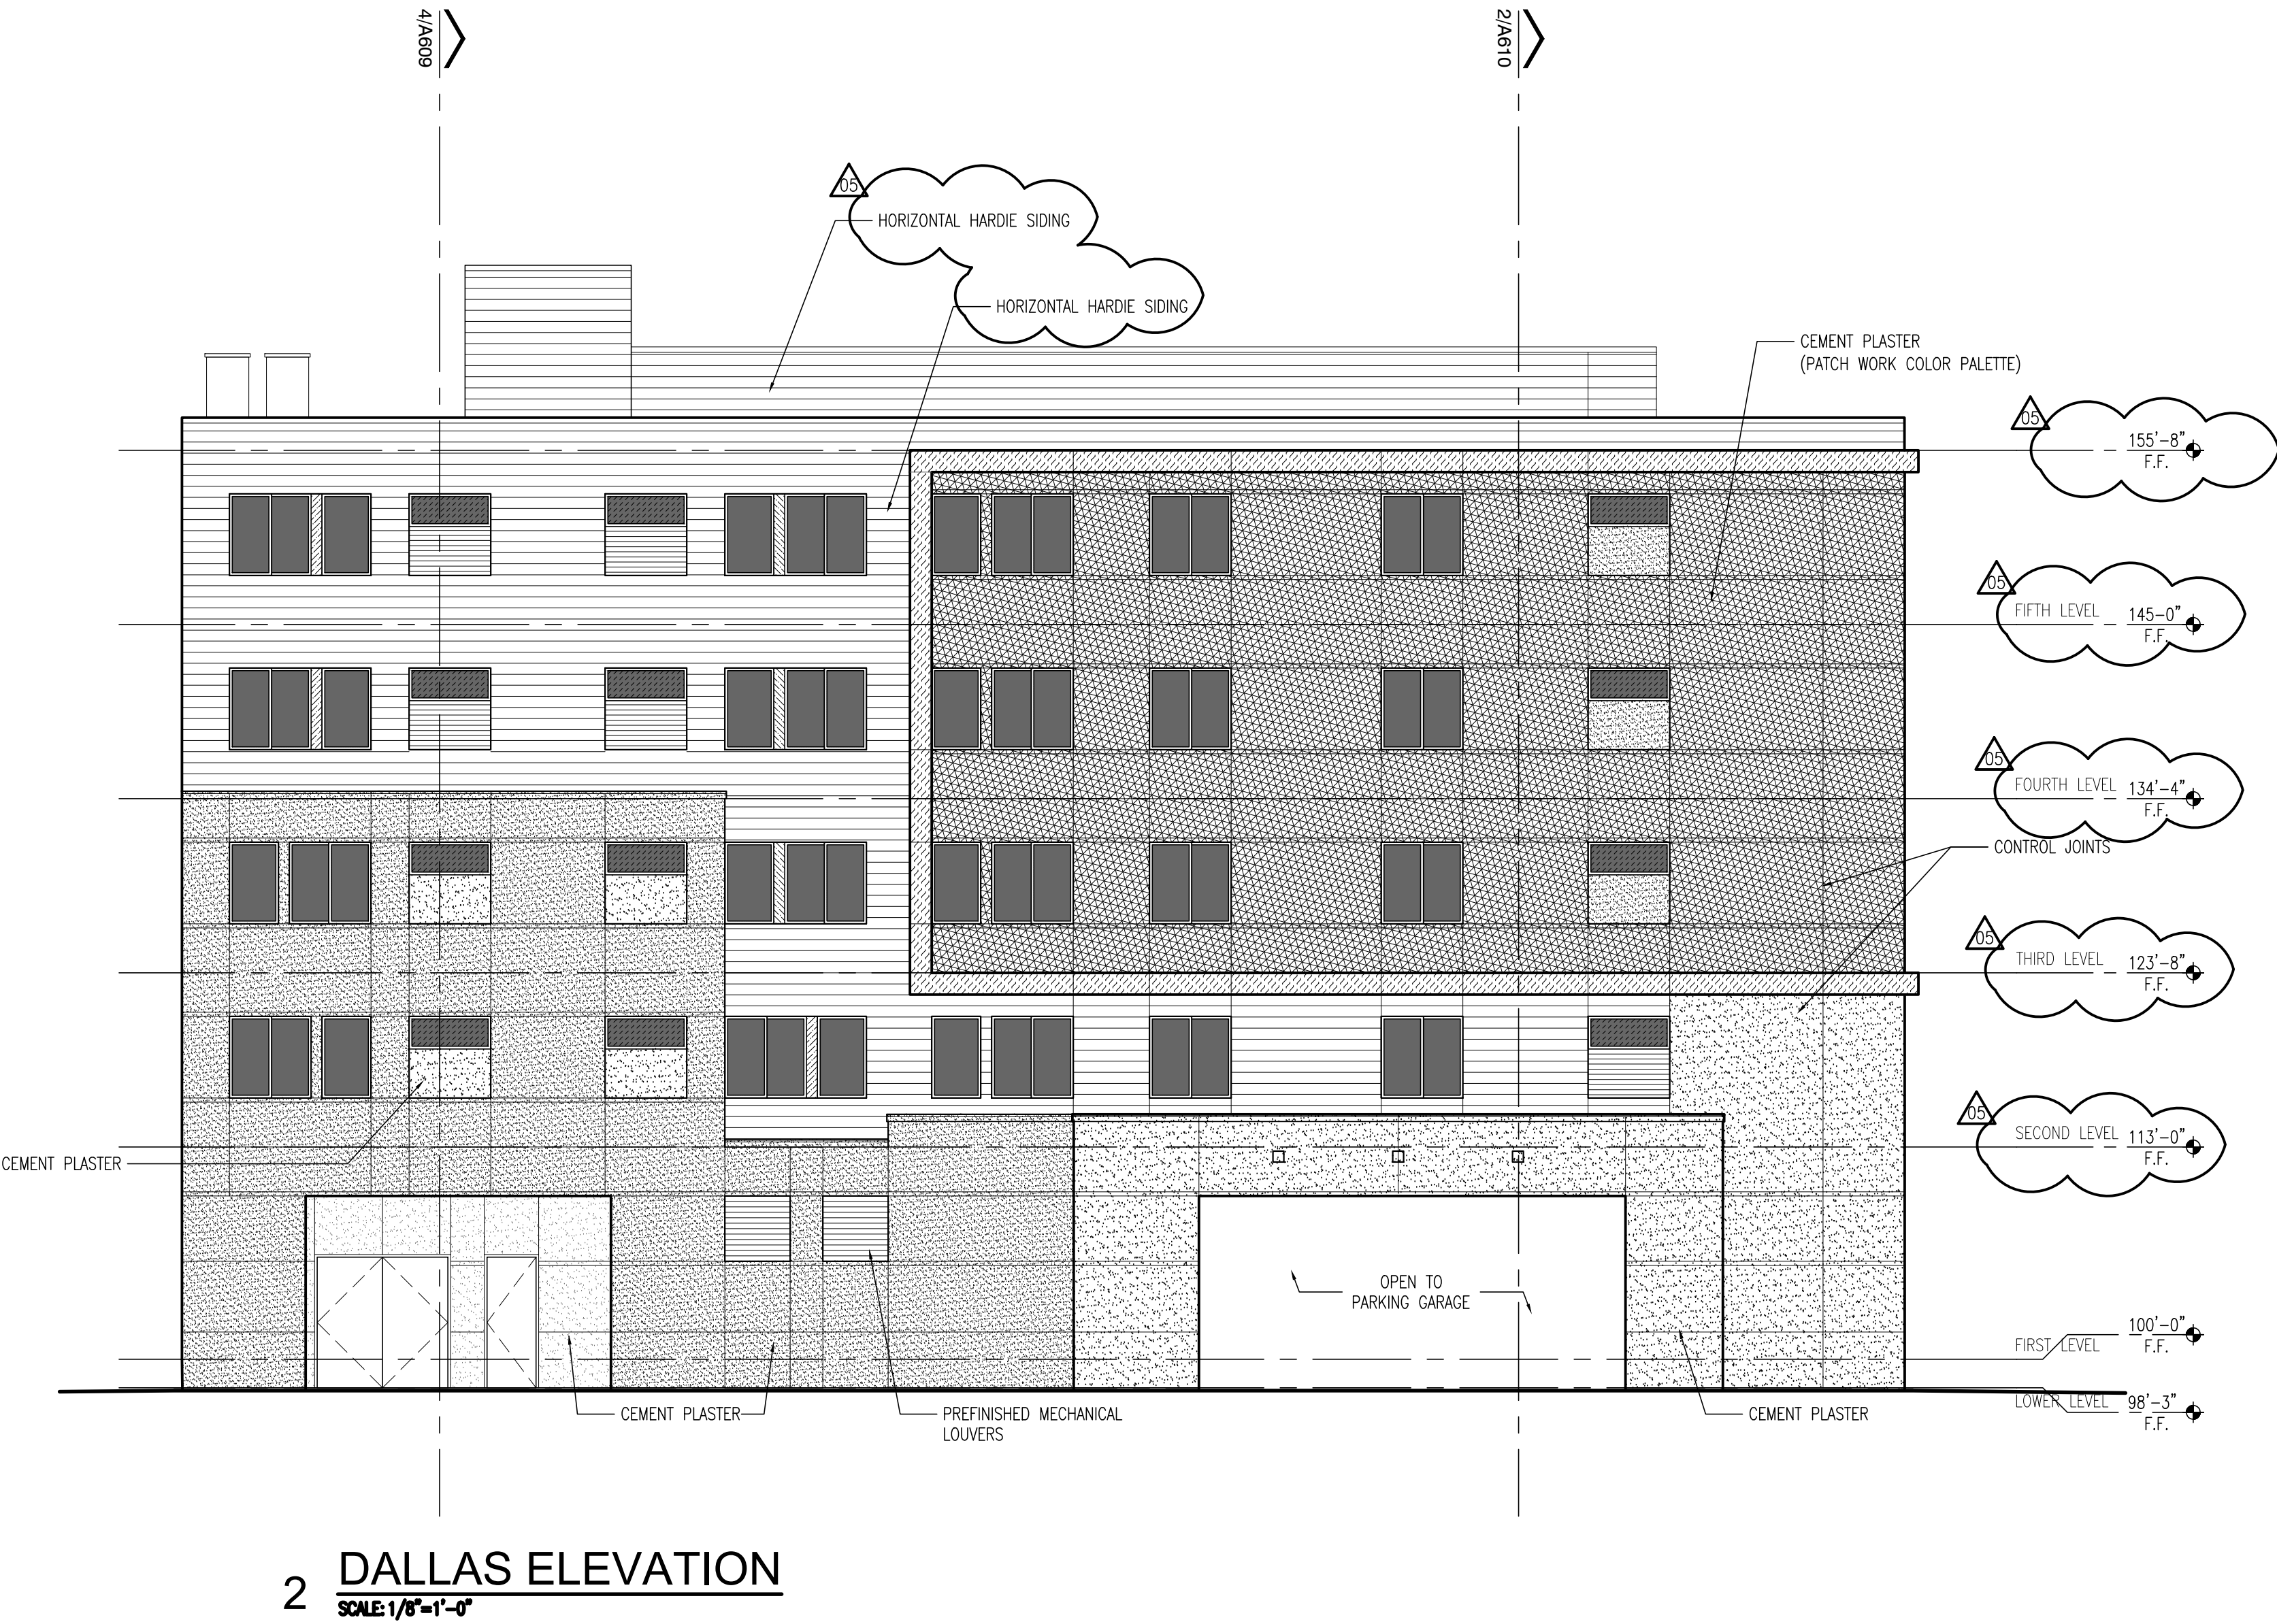 4/A609
2/A610
05
HORIZONTAL HARDIE SIDING
HORIZONTAL HARDIE SIDING
CEMENT PLASTER
(PATCH WORK COLOR PALETTE)
05
155'-8"
F.F.
05
FIFTH LEVEL 145-0"
F.F.
05
FOURTH LEVEL 134'-4"
F.F.
CONTROL JOINTS
05
THIRD LEVEL 123'-8"
F.F.
05
SECOND LEVEL 113'-0"
F.F.
CEMENT PLASTER
OPEN TO
PARKING GARAGE
FIRST LEVEL 100'-0"
F.F.
LOWER LEVEL 98'-3"
F.F.
CEMENT PLASTER
PREFINISHED MECHANICAL
LOUVERS
CEMENT PLASTER
2 DALLAS ELEVATION
SCALE: 1/8"=1'-0"